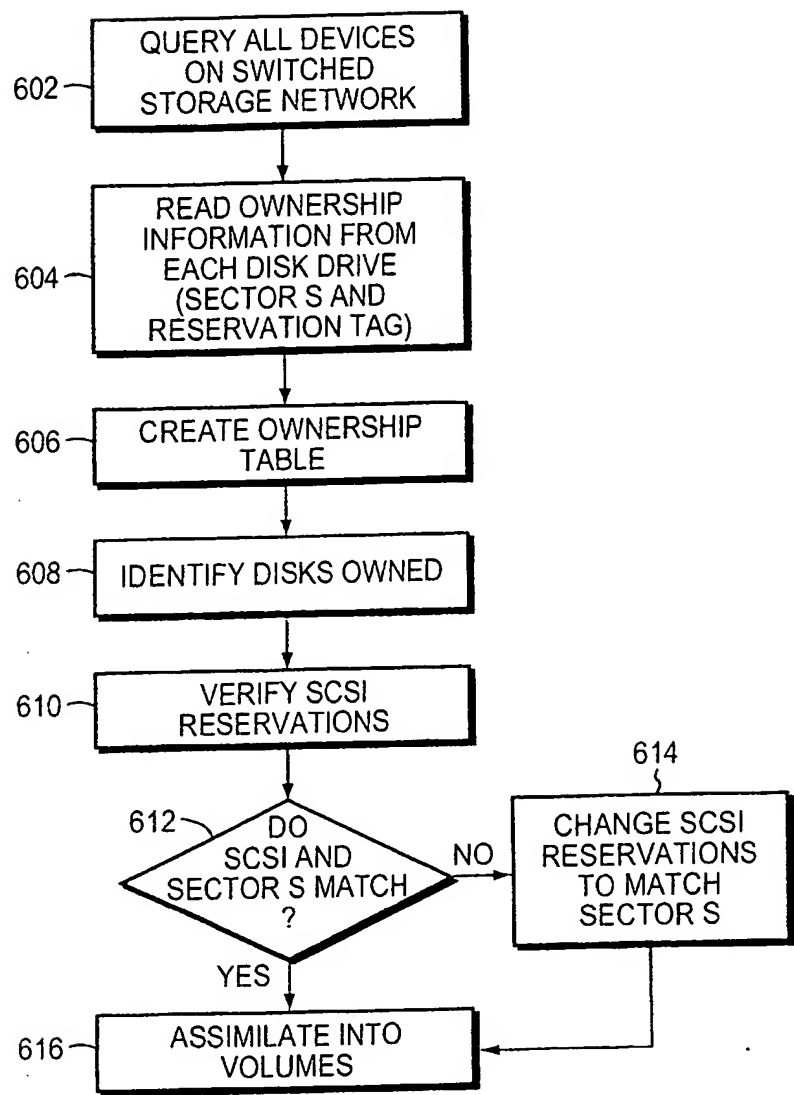 QUERY ALL DEVICES
ON SWITCHED
STORAGE NETWORK
602
READ OWNERSHIP
INFORMATION FROM
EACH DISK DRIVE
(SECTOR S AND
RESERVATION TAG)
604
CREATE OWNERSHIP
TABLE
606
IDENTIFY DISKS OWNED
608
VERIFY SCSI
RESERVATIONS
610
612
DO
SCSI AND
SECTOR S MATCH
?
NO
614
CHANGE SCSI
RESERVATIONS
TO MATCH
SECTOR S
YES
ASSIMILATE INTO
VOLUMES
616